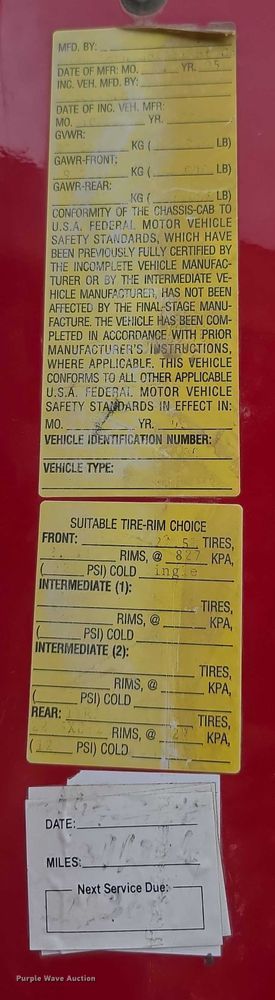 MFD. BY:
DATE OF MFR: MO. YR. 5
INC. VEH. MFD. BY:
DATE OF INC. VEH. MFR:
MO. YR.
GVWR:
KG ( LB)
GAWR-FRONT:
KG ( LB)
GAWR-REAR:
KG ( LB)
CONFORMITY OF THE CHASSIS-CAB TO
U.S.A. FEDERAL MOTOR VEHICLE
SAFETY STANDARDS, WHICH HAVE
BEEN PREVIOUSLY FULLY CERTIFIED BY
THE INCOMPLETE VEHICLE MANUFAC-
TURER OR BY THE INTERMEDIATE VE-
HICLE MANUFACTURER, HAS NOT BEEN
AFFECTED BY THE FINAL-STAGE MANU-
FACTURE. THE VEHICLE HAS BEEN COM-
PLETED IN ACCORDANCE WITH PRIOR
MANUFACTURER'S INSTRUCTIONS,
WHERE APPLICABLE. THIS VEHICLE
CONFORMS TO ALL OTHER APPLICABLE
U.S.A. FEDERAL MOTOR VEHICLE
SAFETY STANDARDS IN EFFECT IN:
MO. YR.
VEHICLE IDENTIFICATION NUMBER:
VEHICLE TYPE:
SUITABLE TIRE-RIM CHOICE
FRONT: TIRES,
RIMS, @ 827 KPA,
( PSI) COLD ingle
INTERMEDIATE (1):
TIRES,
RIMS, @ KPA,
( PSI) COLD
INTERMEDIATE (2):
TIRES,
RIMS, @ KPA,
( PSI) COLD
REAR: TIRES,
RIMS, @ KPA,
( PSI) COLD
DATE:
MILES:
Next Service Due:
Purple Wave Auction